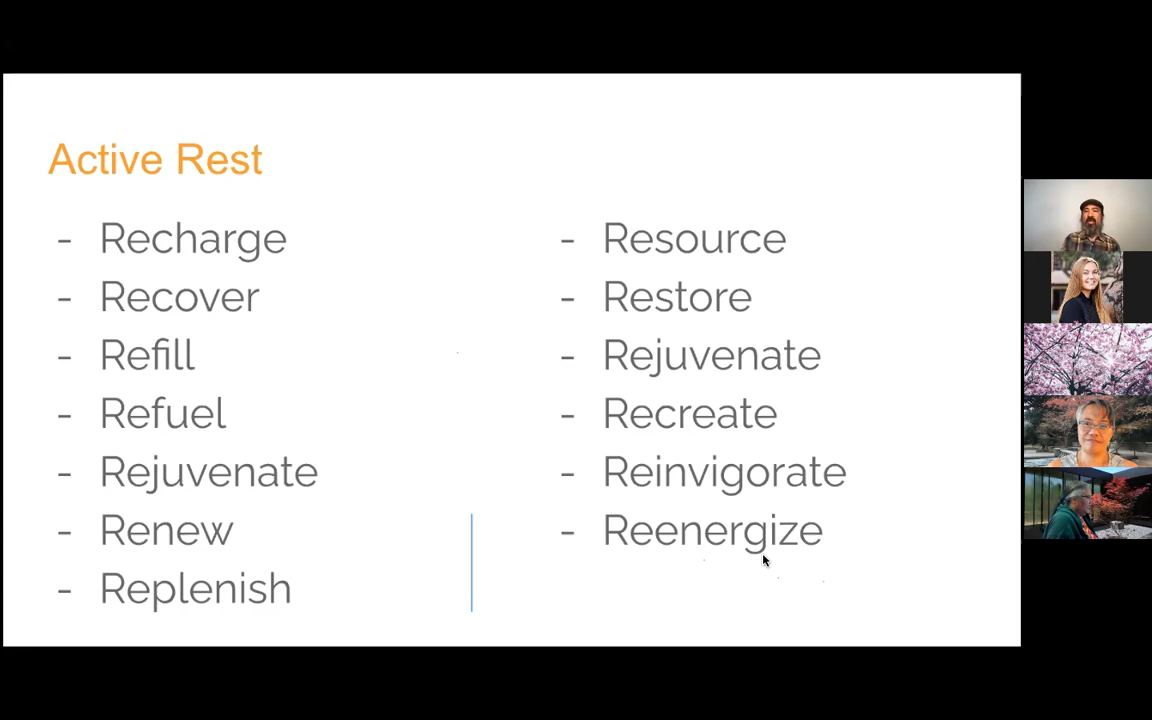 Active Rest
- Recharge
- Recover
- Refill
- Refuel
- Rejuvenate
- Renew
- Replenish
- Resource
- Restore
- Rejuvenate
- Recreate
- Reinvigorate
- Reenergize